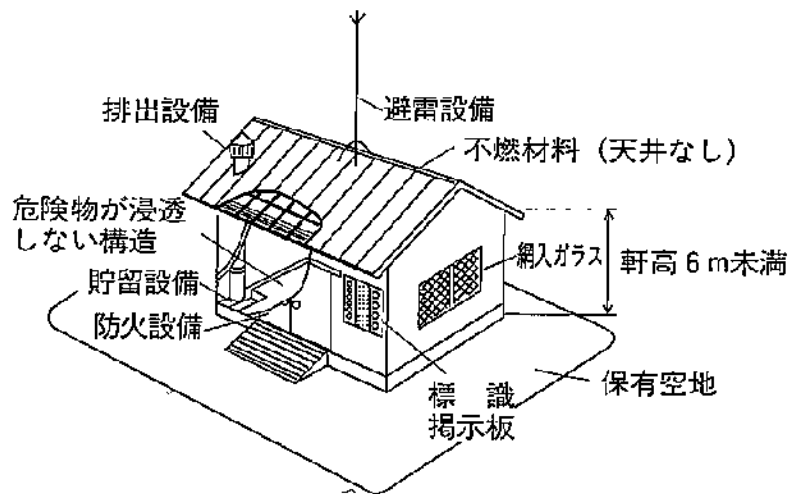 排出設備
避雷設備
不燃材料（天井なし）
危険物が浸透
しない構造
網入ガラス
軒高6m未満
貯留設備
防火設備
保有空地
標　識
掲示板